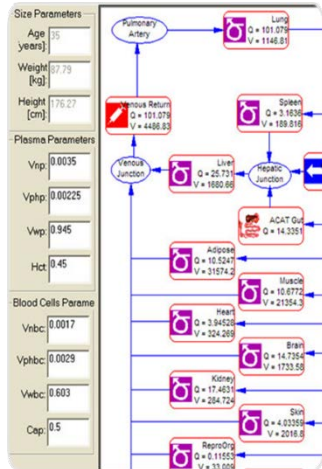 Size Parameters
Age
years]:
35
Weight
[kg]:
87.79
Height
[cm]:
176.27
Plasma Parameters
Vnp:
0.0035
Vphp:
0.00225
Vwp:
0.945
Hct:
0.45
Blood Cells Parame
Vnbc:
0.0017
Vphbc:
0.0029
Vwbc:
0.603
Cap:
0.5
Pulmonary
Artery
Lung
Q = 101.079
V = 1146.81
Venous Return
Q = 101.079
V = 4486.83
Spleen
Q = 3.1636
V = 189.816
Venous
Junction
Liver
Q = 25.731
V = 1680.66
Hepatic
Junction
ACAT Gut
Q = 14.3351
Adipose
Q = 10.5247
V = 31574.2
Muscle
Q = 10.6772
V = 21354.3
Heart
Q = 3.94528
V = 324.269
Brain
Q = 14.7354
V = 1733.58
Kidney
Q = 17.4631
V = 284.724
Skin
Q = 4.03359
V = 2016.8
ReproOrg
Q = 0.11553